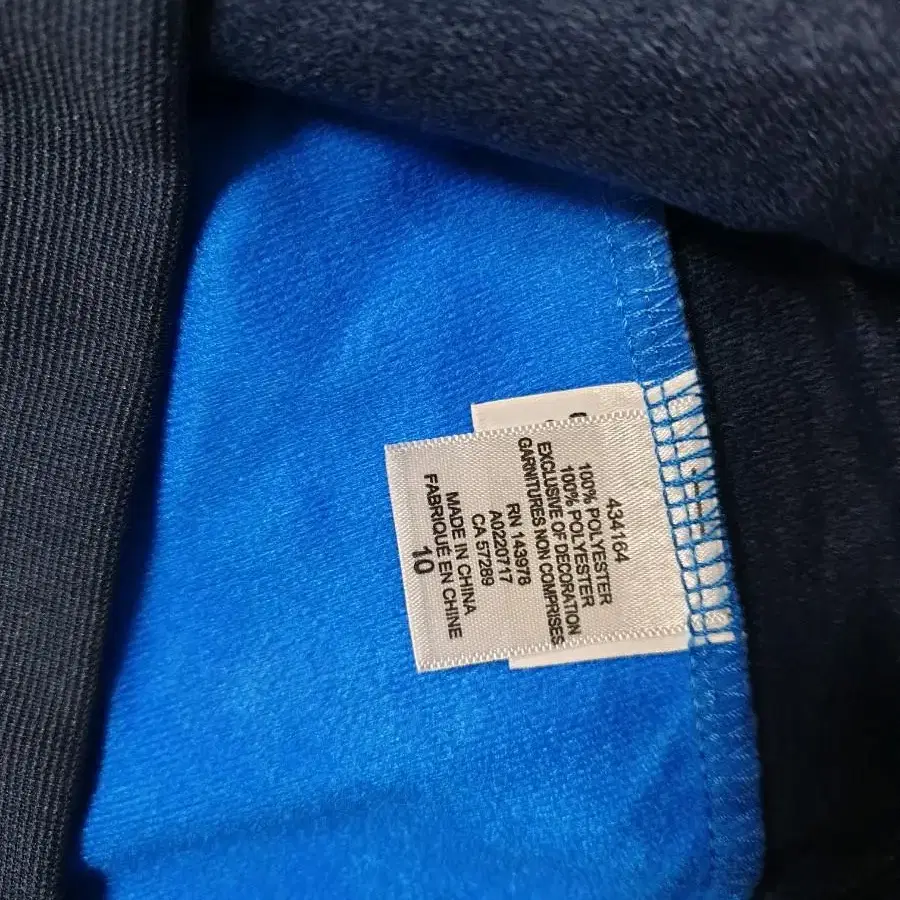 434164
100% POLYESTER
100% POLYESTER
EXCLUSIVE OF DECORATION
GARNITURES NON COMPRISES
RN 143978
A0220717
CA 57289
MADE IN CHINA
FABRIQUÉ EN CHINE
10